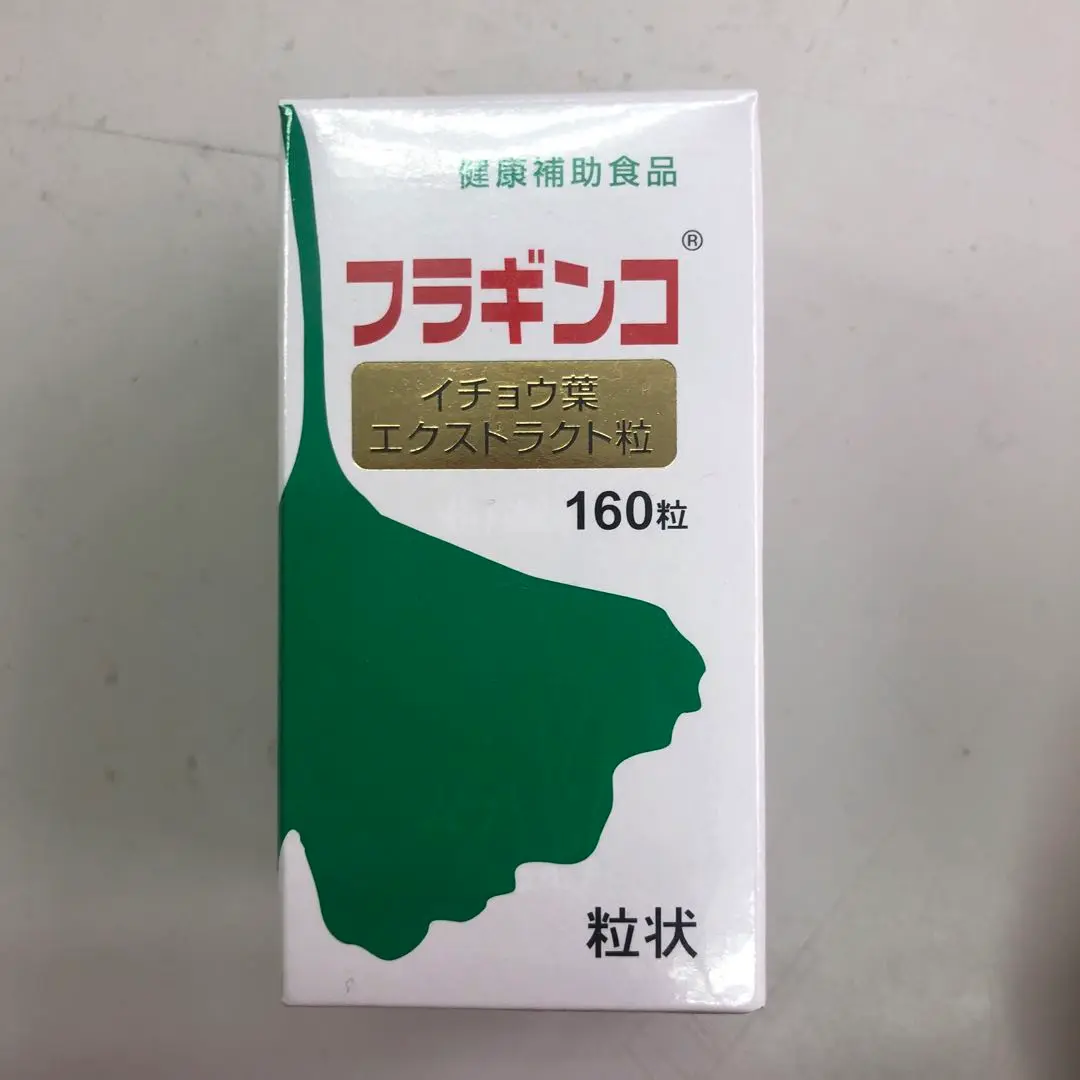 健康補助食品
フラギンコ®
イチョウ葉
エクストラクト粒
160粒
粒状